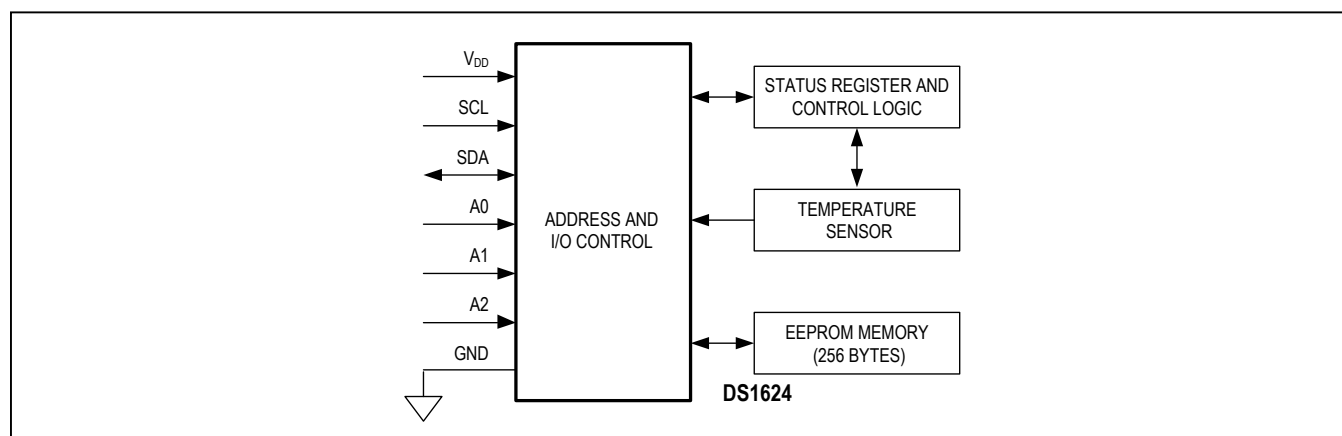 VDD
SCL
SDA
A0
A1
A2
GND
ADDRESS AND
I/O CONTROL
STATUS REGISTER AND
CONTROL LOGIC
TEMPERATURE
SENSOR
EEPROM MEMORY
(256 BYTES)
DS1624